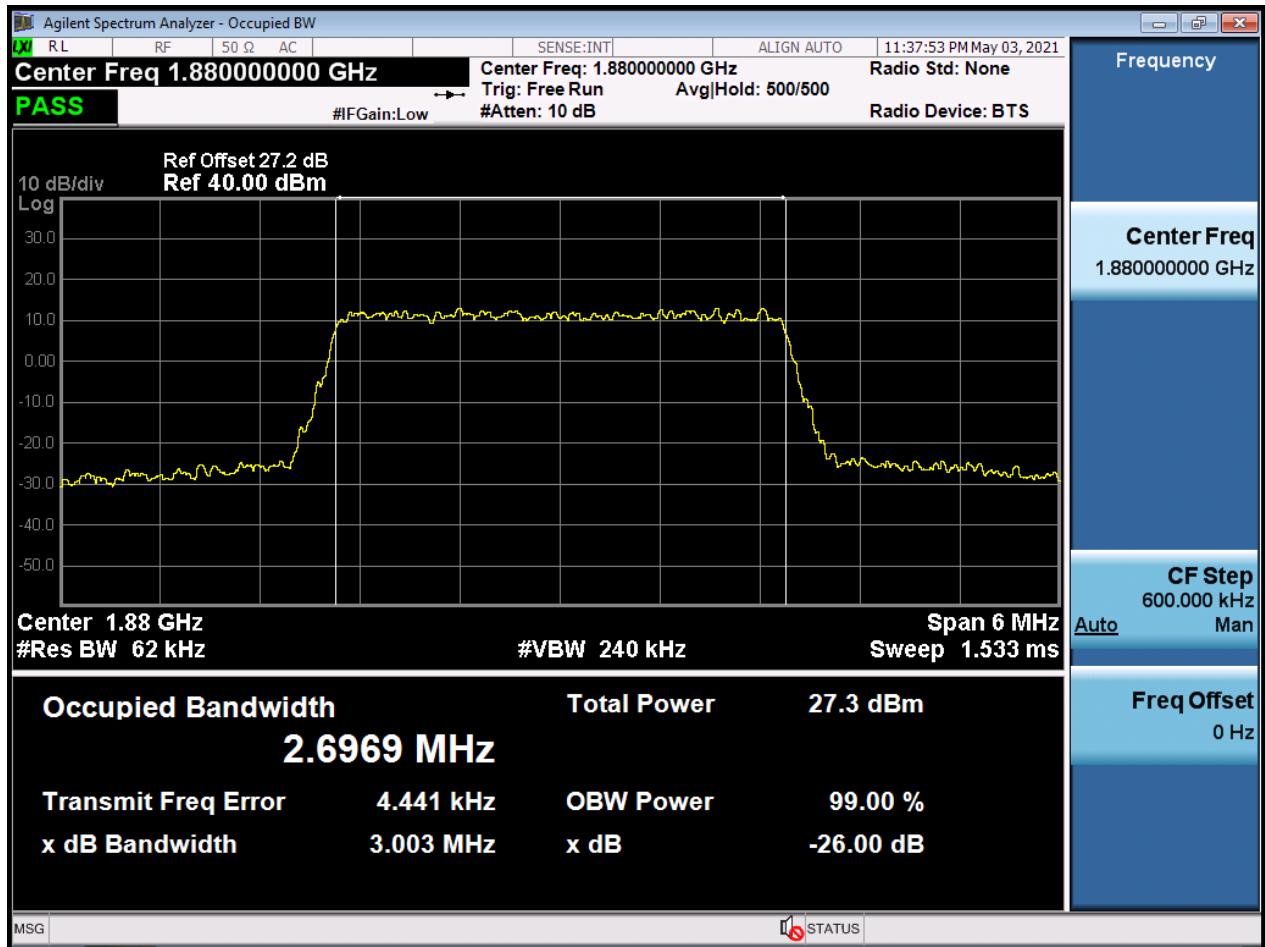 Agilent Spectrum Analyzer - Occupied BW
LXI RL RF 50 Ω AC SENSE:INT ALIGN AUTO 11:37:53 PM May 03, 2021
Center Freq 1.880000000 GHz
Center Freq: 1.880000000 GHz
Radio Std: None
Trig: Free Run Avg|Hold: 500/500
PASS
#IFGain:Low
#Atten: 10 dB
Radio Device: BTS
Frequency
Ref Offset 27.2 dB
10 dB/div Ref 40.00 dBm
Log
30.0
20.0
10.0
0.00
-10.0
-20.0
-30.0
-40.0
-50.0
Center 1.88 GHz Span 6 MHz
#Res BW 62 kHz #VBW 240 kHz Sweep 1.533 ms
Occupied Bandwidth Total Power 27.3 dBm
2.6969 MHz
Transmit Freq Error 4.441 kHz OBW Power 99.00 %
x dB Bandwidth 3.003 MHz x dB -26.00 dB
Center Freq
1.880000000 GHz
CF Step
600.000 kHz
Auto Man
Freq Offset
0 Hz
MSG STATUS